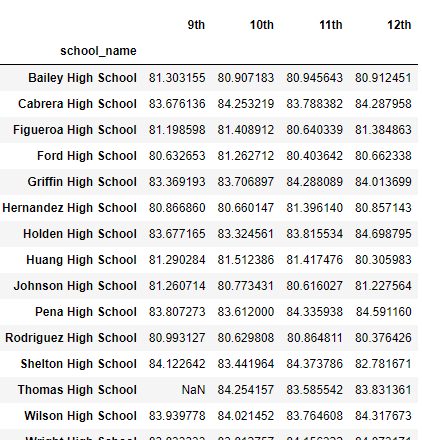 9th 10th 11th 12th
school_name
Bailey High School 81.303155 80.907183 80.945643 80.912451
Cabrera High School 83.676136 84.253219 83.788382 84.287958
Figueroa High School 81.198598 81.408912 80.640339 81.384863
Ford High School 80.632653 81.262712 80.403642 80.662338
Griffin High School 83.369193 83.706897 84.288089 84.013699
Hernandez High School 80.866860 80.660147 81.396140 80.857143
Holden High School 83.677165 83.324561 83.815534 84.698795
Huang High School 81.290284 81.512386 81.417476 80.305983
Johnson High School 81.260714 80.773431 80.616027 81.227564
Pena High School 83.807273 83.612000 84.335938 84.591160
Rodriguez High School 80.993127 80.629808 80.864811 80.376426
Shelton High School 84.122642 83.441964 84.373786 82.781671
Thomas High School NaN 84.254157 83.585542 83.831361
Wilson High School 83.939778 84.021452 83.764608 84.317673